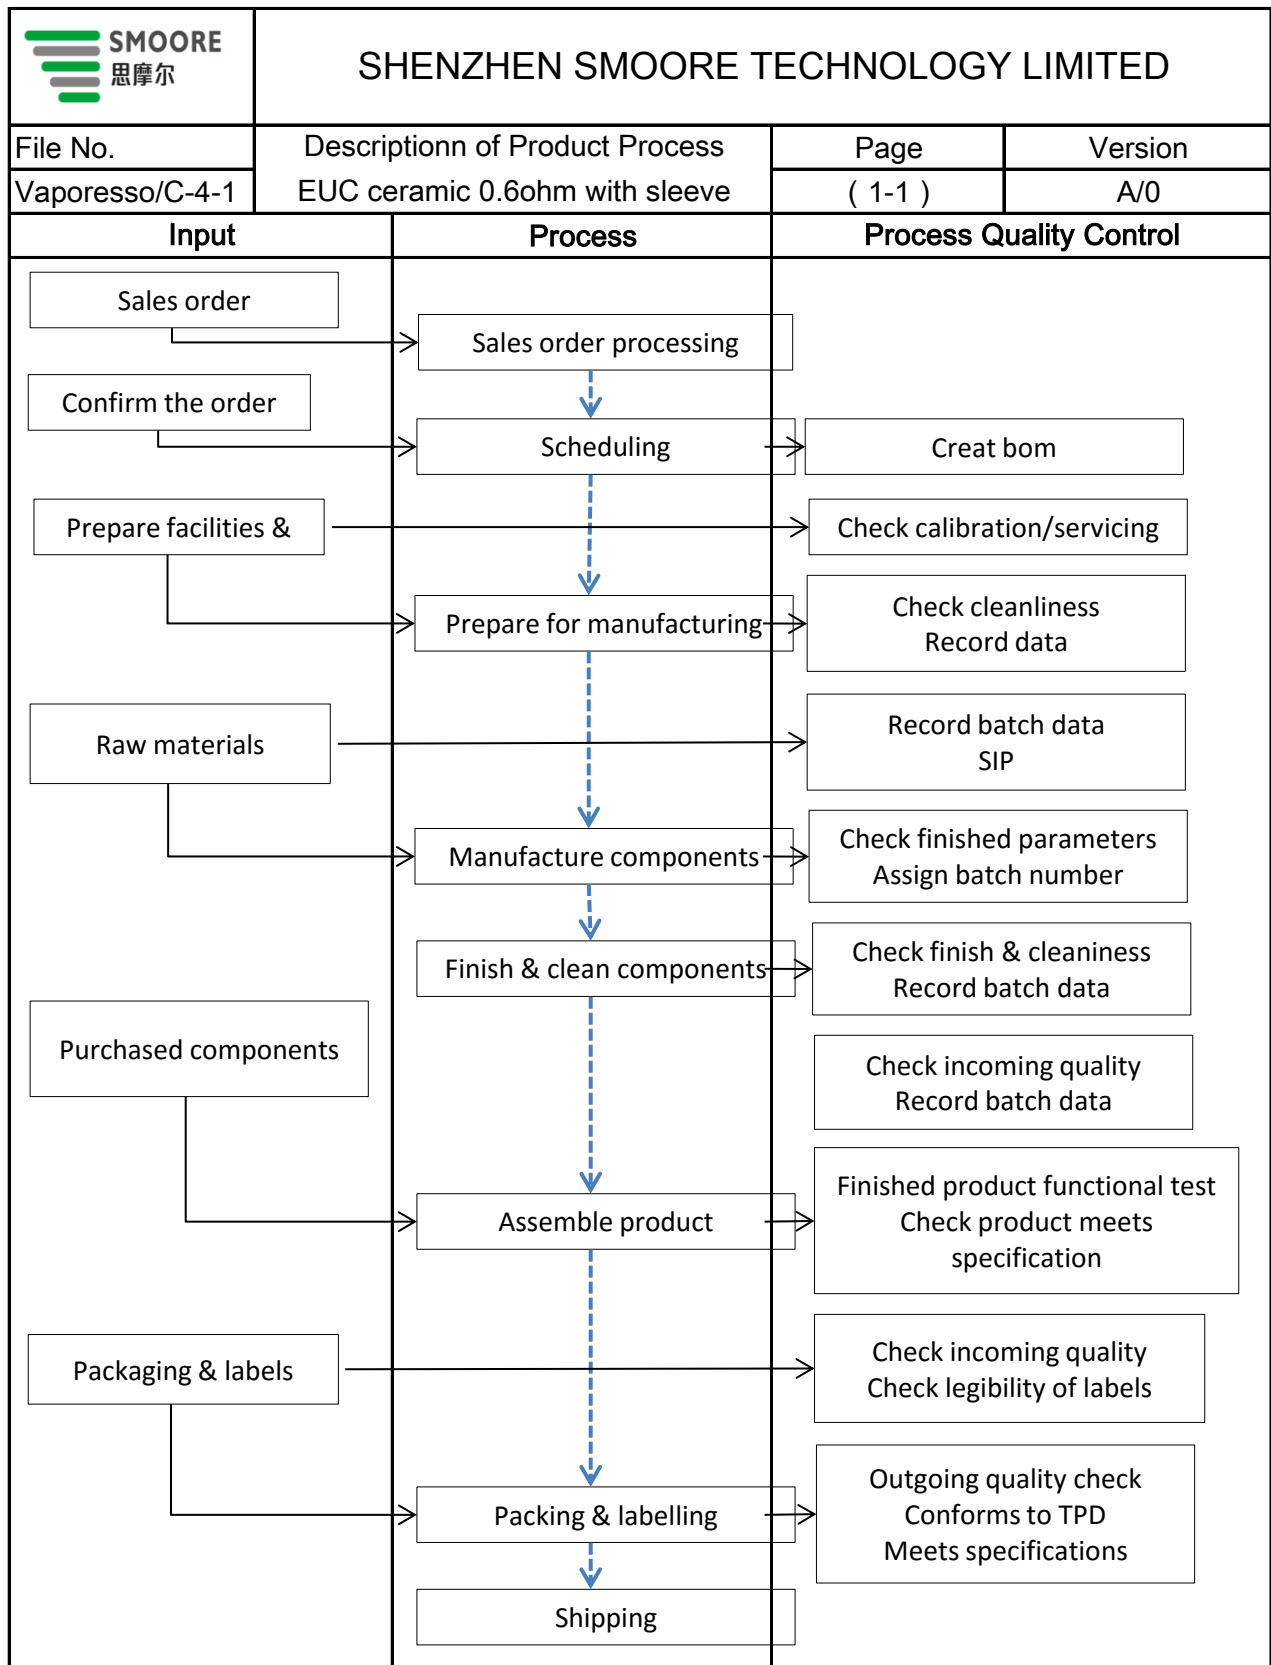 SMOORE
思摩尔
SHENZHEN SMOORE TECHNOLOGY LIMITED
File No.
Descriptionn of Product Process
Page
Version
Vaporesso/C-4-1
EUC ceramic 0.6ohm with sleeve
( 1-1 )
A/0
Input
Process
Process Quality Control
Sales order
Sales order processing
Confirm the order
Scheduling
Creat bom
Prepare facilities &
Check calibration/servicing
Prepare for manufacturing
Check cleanliness
Record data
Raw materials
Record batch data
SIP
Manufacture components
Check finished parameters
Assign batch number
Finish & clean components
Check finish & cleaniness
Record batch data
Purchased components
Check incoming quality
Record batch data
Assemble product
Finished product functional test
Check product meets
specification
Packaging & labels
Check incoming quality
Check legibility of labels
Packing & labelling
Outgoing quality check
Conforms to TPD
Meets specifications
Shipping